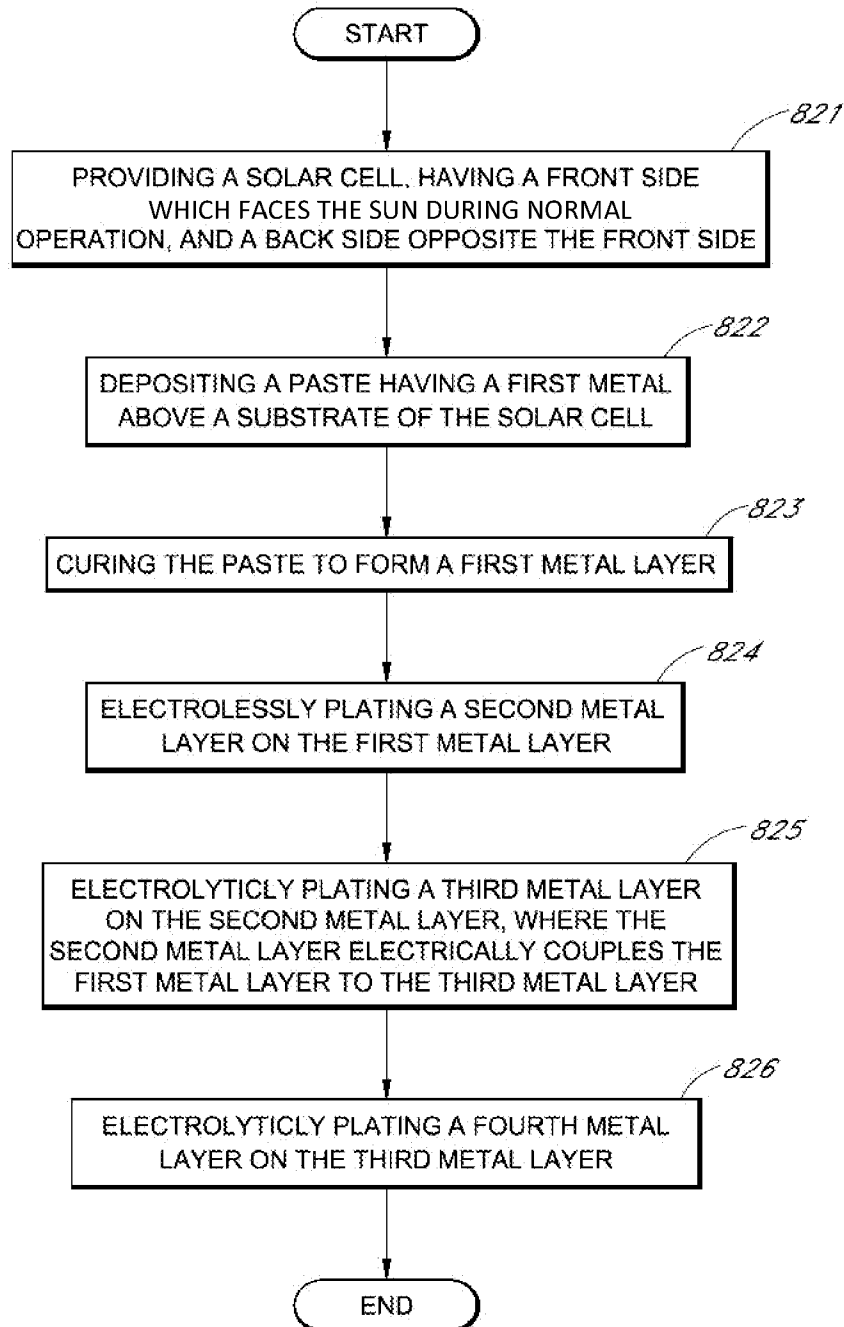 START
821
PROVIDING A SOLAR CELL, HAVING A FRONT SIDE
WHICH FACES THE SUN DURING NORMAL
OPERATION, AND A BACK SIDE OPPOSITE THE FRONT SIDE
822
DEPOSITING A PASTE HAVING A FIRST METAL
ABOVE A SUBSTRATE OF THE SOLAR CELL
823
CURING THE PASTE TO FORM A FIRST METAL LAYER
824
ELECTROLESSLY PLATING A SECOND METAL
LAYER ON THE FIRST METAL LAYER
825
ELECTROLYTICLY PLATING A THIRD METAL LAYER
ON THE SECOND METAL LAYER, WHERE THE
SECOND METAL LAYER ELECTRICALLY COUPLES THE
FIRST METAL LAYER TO THE THIRD METAL LAYER
826
ELECTROLYTICLY PLATING A FOURTH METAL
LAYER ON THE THIRD METAL LAYER
END